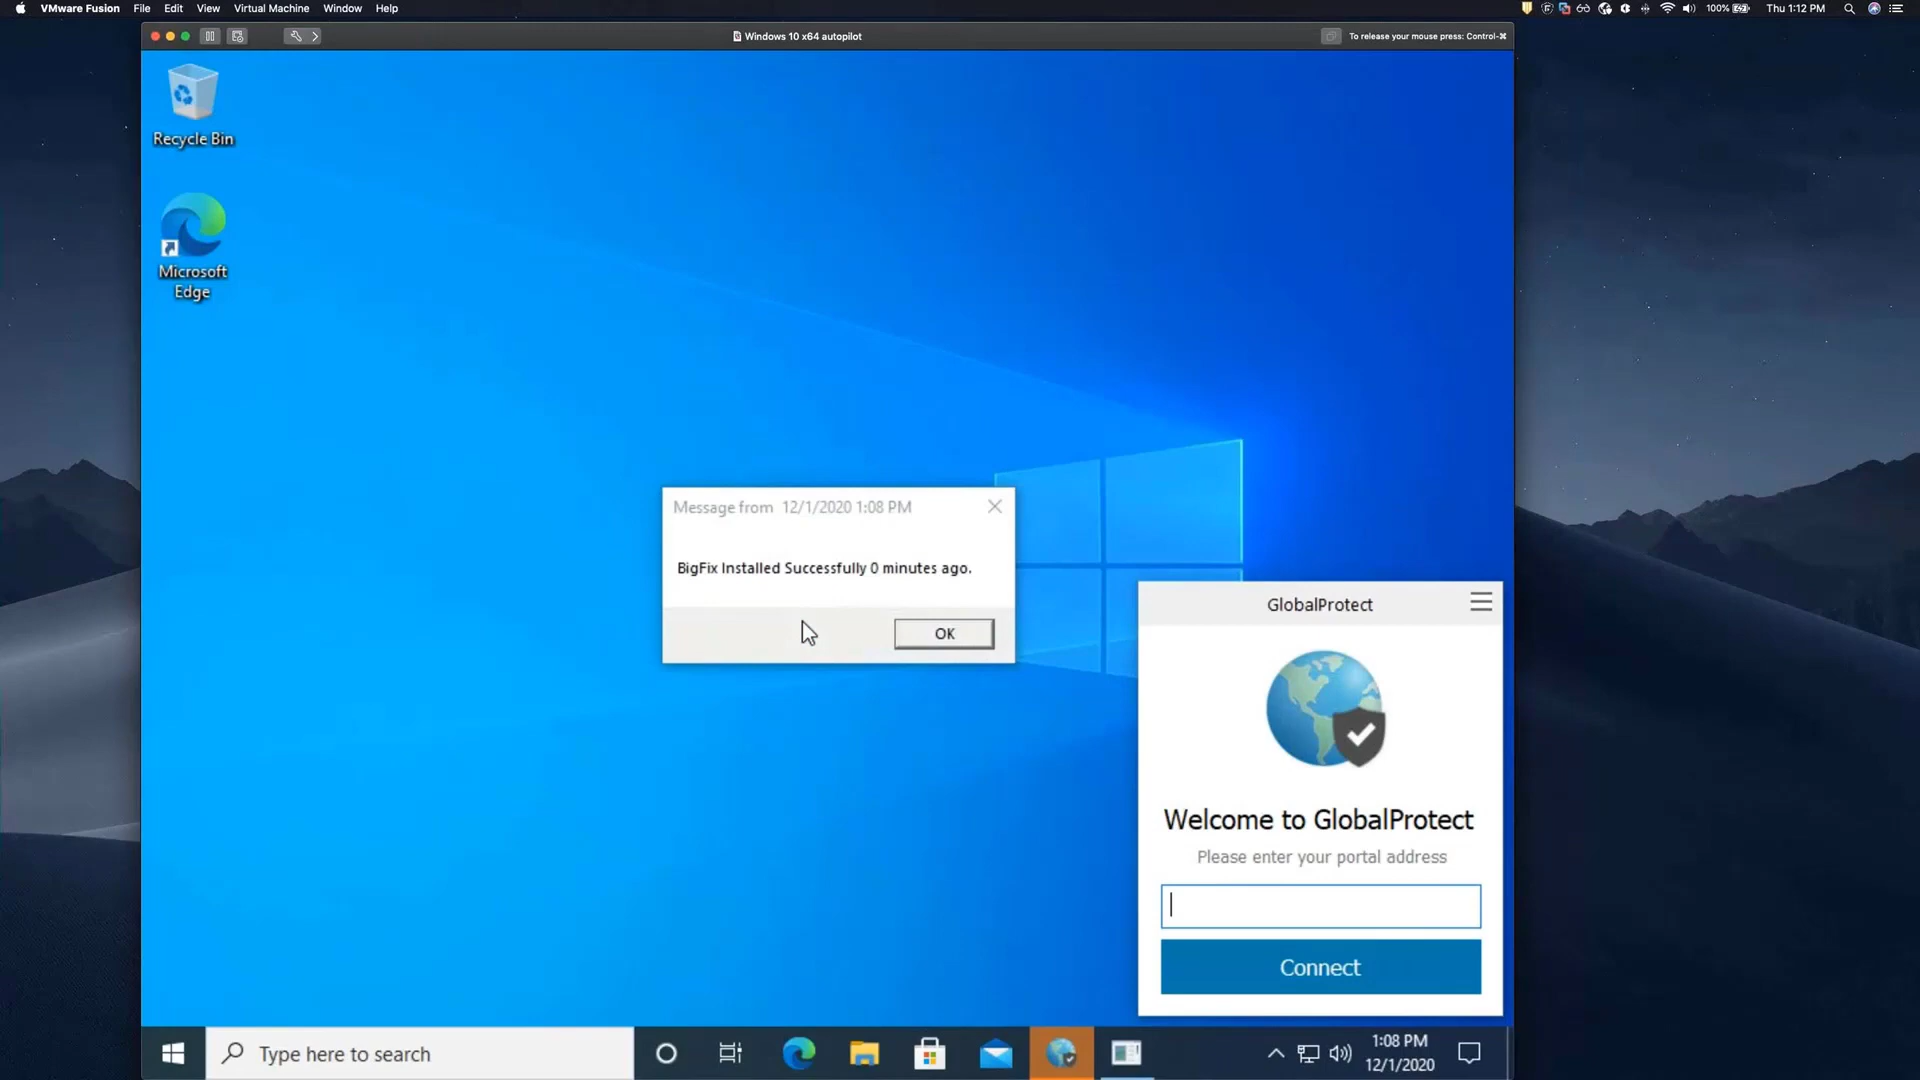 VMware Fusion File Edit View Virtual Machine Window Help
100% Thu 1:12 PM
Windows 10 x64 autopilot
To release your mouse press: Control-⌘
Recycle Bin
Microsoft
Edge
Message from 12/1/2020 1:08 PM
BigFix Installed Successfully 0 minutes ago.
OK
GlobalProtect
Welcome to GlobalProtect
Please enter your portal address
Connect
Type here to search
1:08 PM
12/1/2020